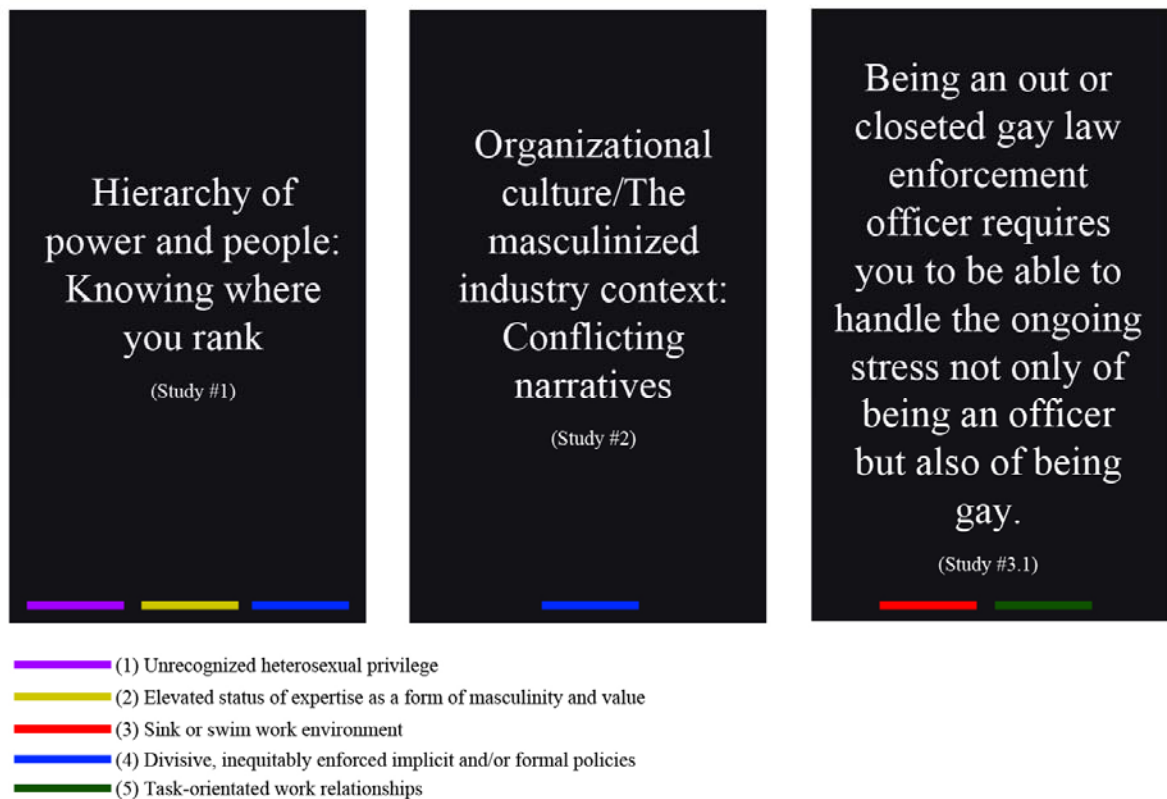 Hierarchy of
power and people:
Knowing where
you rank
(Study #1)
Organizational
culture/The
masculinized
industry context:
Conflicting
narratives
(Study #2)
Being an out or
closeted gay law
enforcement
officer requires
you to be able to
handle the ongoing
stress not only of
being an officer
but also of being
gay.
(Study #3.1)
(1) Unrecognized heterosexual privilege
(2) Elevated status of expertise as a form of masculinity and value
(3) Sink or swim work environment
(4) Divisive, inequitably enforced implicit and/or formal policies
(5) Task-orientated work relationships